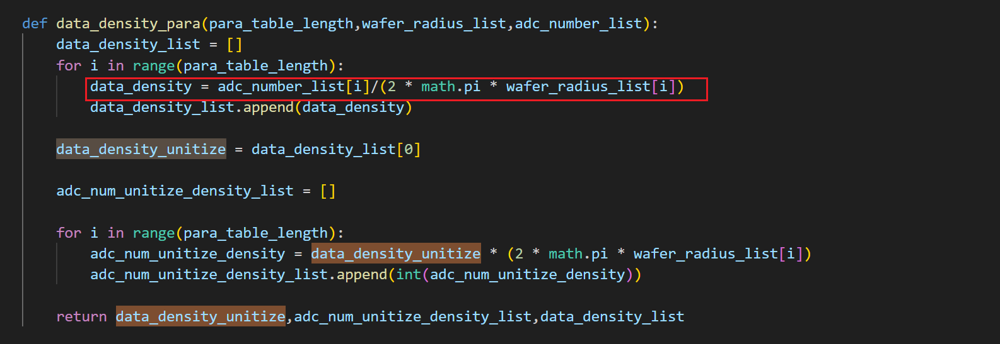 def data_density_para(para_table_length,wafer_radius_list,adc_number_list):
data_density_list = []
for i in range(para_table_length):
data_density = adc_number_list[i]/(2 * math.pi * wafer_radius_list[i])
data_density_list.append(data_density)
data_density_unitize = data_density_list[0]
adc_num_unitize_density_list = []
for i in range(para_table_length):
adc_num_unitize_density = data_density_unitize * (2 * math.pi * wafer_radius_list[i])
adc_num_unitize_density_list.append(int(adc_num_unitize_density))
return data_density_unitize,adc_num_unitize_density_list,data_density_list